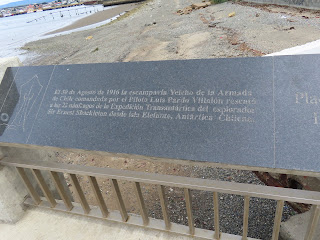 El 30 de Agosto de 1916 la escampavía Yelcho de la Armada
de Chile comandada por el Piloto Luis Pardo Villalón rescató
a 22 náufragos de la Expedición Transantártica del explorador
Sir Ernest Shackleton desde isla Elefante, Antártica Chilena.
Pla